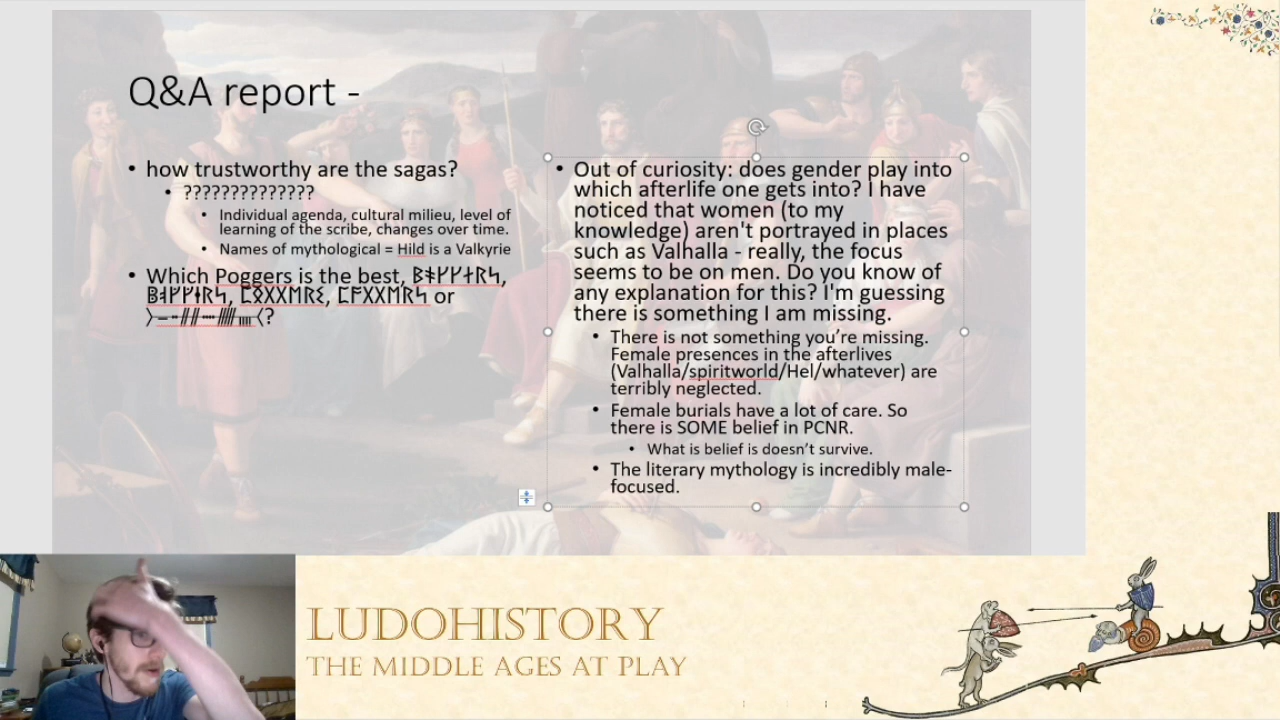 Q&A report -
• how trustworthy are the sagas?
• ??????????????
• Individual agenda, cultural milieu, level of
learning of the scribe, changes over time.
• Names of mythological = Hild is a Valkyrie
• Which Poggers is the best,
or
?
• Out of curiosity: does gender play into
which afterlife one gets into? I have
noticed that women (to my
knowledge) aren't portrayed in places
such as Valhalla - really, the focus
seems to be on men. Do you know of
any explanation for this? I'm guessing
there is something I am missing.
• There is not something you're missing.
Female presences in the afterlives
(Valhalla/spiritworld/Hel/whatever) are
terribly neglected.
• Female burials have a lot of care. So
there is SOME belief in PCNR.
• What is belief is doesn't survive.
• The literary mythology is incredibly male-
focused.
LUDOHISTORY
THE MIDDLE AGES AT PLAY